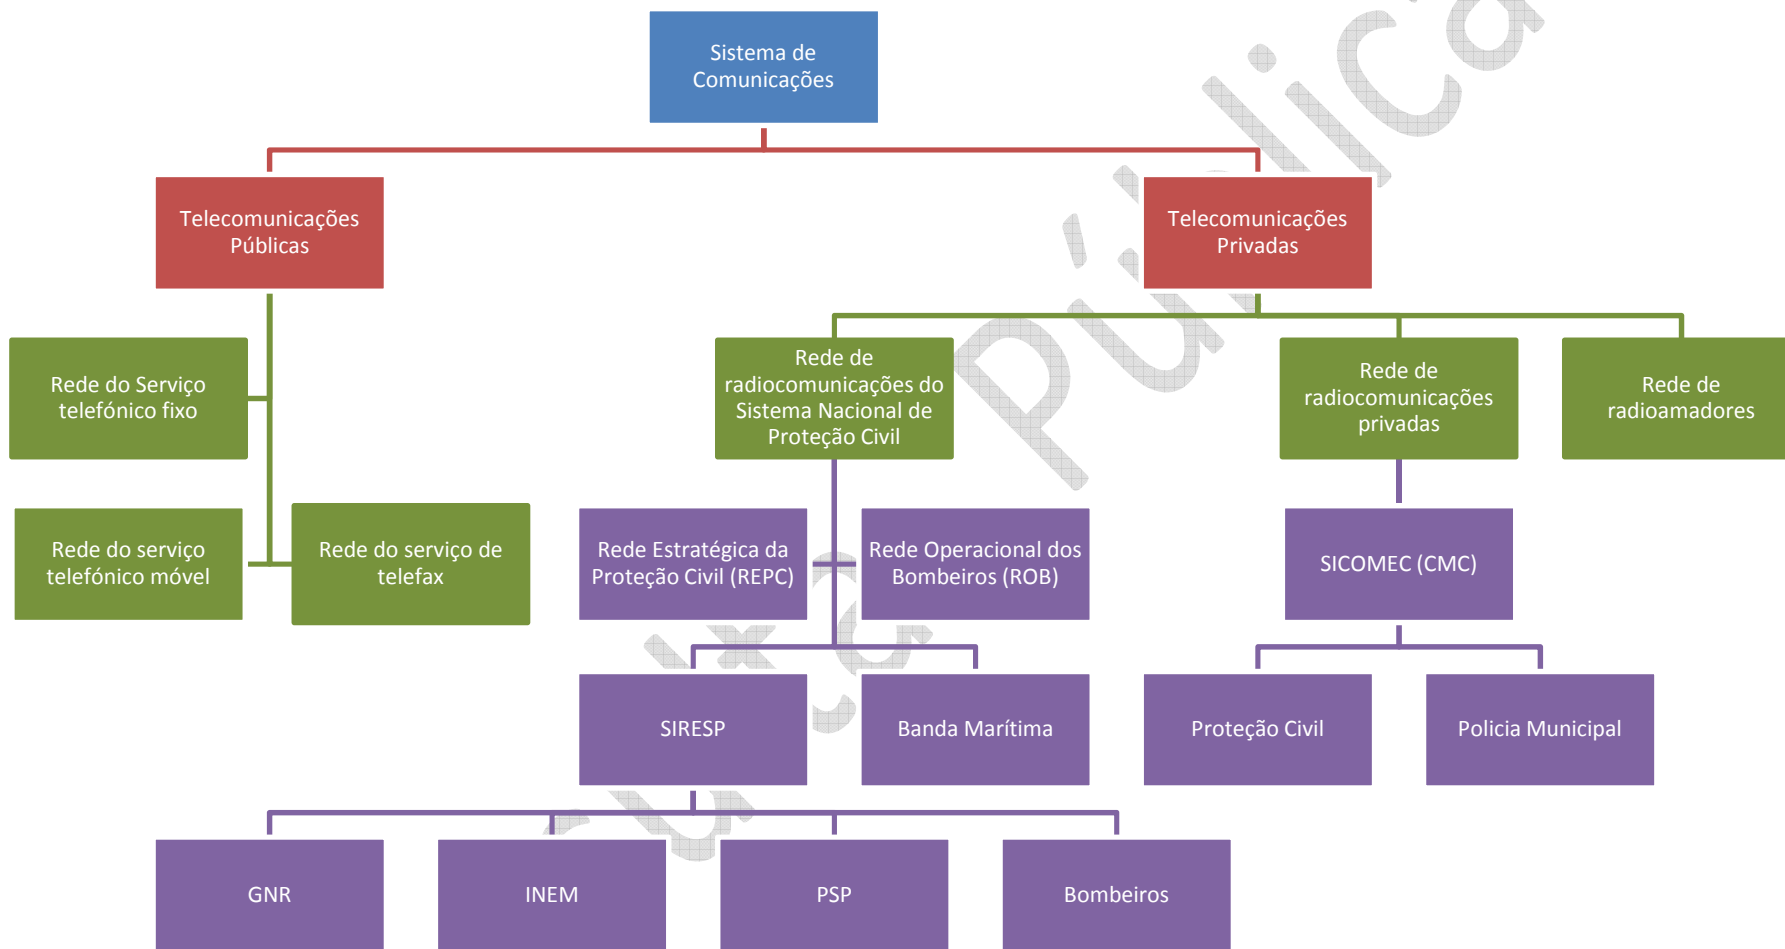 Sistema de
Comunicações
Telecomunicações
Públicas
Telecomunicações
Privadas
Rede do Serviço
telefónico fixo
Rede de
radiocomunicações do
Sistema Nacional de
Proteção Civil
Rede de
radiocomunicações
privadas
Rede de
radioamadores
Rede do serviço
telefónico móvel
Rede do serviço de
telefax
Rede Estratégica da
Proteção Civil (REPC)
Rede Operacional dos
Bombeiros (ROB)
SICOMEC (CMC)
SIRESP
Banda Marítima
Proteção Civil
Policia Municipal
GNR
INEM
PSP
Bombeiros